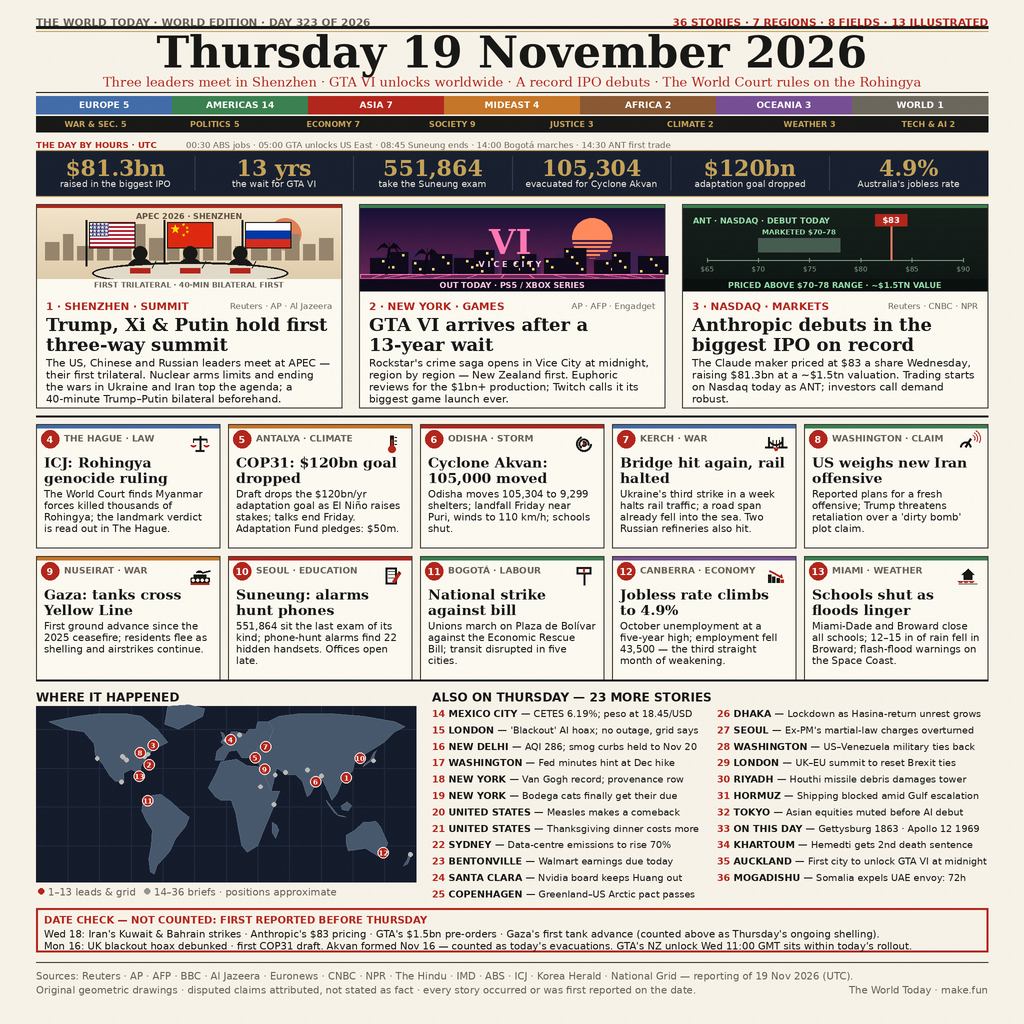 THE WORLD TODAY · WORLD EDITION · DAY 323 OF 2026
36 STORIES · 7 REGIONS · 8 FIELDS · 13 ILLUSTRATED
Thursday 19 November 2026
Three leaders meet in Shenzhen · GTA VI unlocks worldwide · A record IPO debuts · The World Court rules on the Rohingya
EUROPE 5
AMERICAS 14
ASIA 7
MIDEAST 4
AFRICA 2
OCEANIA 3
WORLD 1
WAR & SEC. 5
POLITICS 5
ECONOMY 7
SOCIETY 9
JUSTICE 3
CLIMATE 2
WEATHER 3
TECH & AI 2
THE DAY BY HOURS · UTC
00:30 ABS jobs · 05:00 GTA unlocks US East · 08:45 Suneung ends · 14:00 Bogotá marches · 14:30 ANT first trade
$81.3bn
raised in the biggest IPO
13 yrs
the wait for GTA VI
551,864
take the Suneung exam
105,304
evacuated for Cyclone Akvan
$120bn
adaptation goal dropped
4.9%
Australia's jobless rate
APEC 2026 · SHENZHEN
FIRST TRILATERAL · 40-MIN BILATERAL FIRST
1 · SHENZHEN · SUMMIT
Reuters · AP · Al Jazeera
Trump, Xi & Putin hold first
three-way summit
The US, Chinese and Russian leaders meet at APEC —
their first trilateral. Nuclear arms limits and ending
the wars in Ukraine and Iran top the agenda; a
40-minute Trump–Putin bilateral beforehand.
VI
VICE CITY
OUT TODAY · PS5 / XBOX SERIES
2 · NEW YORK · GAMES
AP · AFP · Engadget
GTA VI arrives after a
13-year wait
Rockstar's crime saga opens in Vice City at midnight,
region by region — New Zealand first. Euphoric
reviews for the $1bn+ production; Twitch calls it its
biggest game launch ever.
ANT · NASDAQ · DEBUT TODAY
$83
MARKETED $70–78
$65
$70
$75
$80
$85
$90
PRICED ABOVE $70-78 RANGE · ~$1.5TN VALUE
3 · NASDAQ · MARKETS
Reuters · CNBC · NPR
Anthropic debuts in the
biggest IPO on record
The Claude maker priced at $83 a share Wednesday,
raising $81.3bn at a ~$1.5tn valuation. Trading starts
on Nasdaq today as ANT; investors call demand
robust.
4 THE HAGUE · LAW
ICJ: Rohingya
genocide ruling
The World Court finds Myanmar
forces killed thousands of
Rohingya; the landmark verdict
is read out in The Hague.
5 ANTALYA · CLIMATE
COP31: $120bn goal
dropped
Draft drops the $120bn/yr
adaptation goal as El Niño raises
stakes; talks end Friday.
Adaptation Fund pledges: $50m.
6 ODISHA · STORM
Cyclone Akvan:
105,000 moved
Odisha moves 105,304 to 9,299
shelters; landfall Friday near
Puri, winds to 110 km/h; schools
shut.
7 KERCH · WAR
Bridge hit again, rail
halted
Ukraine's third strike in a week
halts rail traffic; a road span
already fell into the sea. Two
Russian refineries also hit.
8 WASHINGTON · CLAIM
US weighs new Iran
offensive
Reported plans for a fresh
offensive; Trump threatens
retaliation over a 'dirty bomb'
plot claim.
9 NUSEIRAT · WAR
Gaza: tanks cross
Yellow Line
First ground advance since the
2025 ceasefire; residents flee as
shelling and airstrikes continue.
10 SEOUL · EDUCATION
Suneung: alarms
hunt phones
551,864 sit the last exam of its
kind; phone-hunt alarms find 22
hidden handsets. Offices open
late.
11 BOGOTÁ · LABOUR
National strike
against bill
Unions march on Plaza de Bolívar
against the Economic Rescue
Bill; transit disrupted in five
cities.
12 CANBERRA · ECONOMY
Jobless rate climbs
to 4.9%
October unemployment at a
five-year high; employment fell
43,500 — the third straight
month of weakening.
13 MIAMI · WEATHER
Schools shut as
floods linger
Miami-Dade and Broward close
all schools; 12–15 in of rain fell in
Broward; flash-flood warnings on
the Space Coast.
WHERE IT HAPPENED
3
8
2
13
11
4
7
5
9
6
10
1
12
1–13 leads & grid
14–36 briefs · positions approximate
ALSO ON THURSDAY — 23 MORE STORIES
14 MEXICO CITY — CETES 6.19%; peso at 18.45/USD
15 LONDON — 'Blackout' AI hoax; no outage, grid says
16 NEW DELHI — AQI 286; smog curbs held to Nov 20
17 WASHINGTON — Fed minutes hint at Dec hike
18 NEW YORK — Van Gogh record; provenance row
19 NEW YORK — Bodega cats finally get their due
20 UNITED STATES — Measles makes a comeback
21 UNITED STATES — Thanksgiving dinner costs more
22 SYDNEY — Data-centre emissions to rise 70%
23 BENTONVILLE — Walmart earnings due today
24 SANTA CLARA — Nvidia board keeps Huang out
25 COPENHAGEN — Greenland–US Arctic pact passes
26 DHAKA — Lockdown as Hasina-return unrest grows
27 SEOUL — Ex-PM's martial-law charges overturned
28 WASHINGTON — US–Venezuela military ties back
29 LONDON — UK–EU summit to reset Brexit ties
30 RIYADH — Houthi missile debris damages tower
31 HORMUZ — Shipping blocked amid Gulf escalation
32 TOKYO — Asian equities muted before AI debut
33 ON THIS DAY — Gettysburg 1863 · Apollo 12 1969
34 KHARTOUM — Hemedti gets 2nd death sentence
35 AUCKLAND — First city to unlock GTA VI at midnight
36 MOGADISHU — Somalia expels UAE envoy: 72h
DATE CHECK — NOT COUNTED: FIRST REPORTED BEFORE THURSDAY
Wed 18: Iran's Kuwait & Bahrain strikes · Anthropic's $83 pricing · GTA's $1.5bn pre-orders · Gaza's first tank advance (counted above as Thursday's ongoing shelling).
Mon 16: UK blackout hoax debunked · first COP31 draft. Akvan formed Nov 16 — counted as today's evacuations. GTA's NZ unlock Wed 11:00 GMT sits within today's rollout.
Sources: Reuters · AP · AFP · BBC · Al Jazeera · Euronews · CNBC · NPR · The Hindu · IMD · ABS · ICJ · Korea Herald · National Grid — reporting of 19 Nov 2026 (UTC).
Original geometric drawings · disputed claims attributed, not stated as fact · every story occurred or was first reported on the date.
The World Today · make.fun